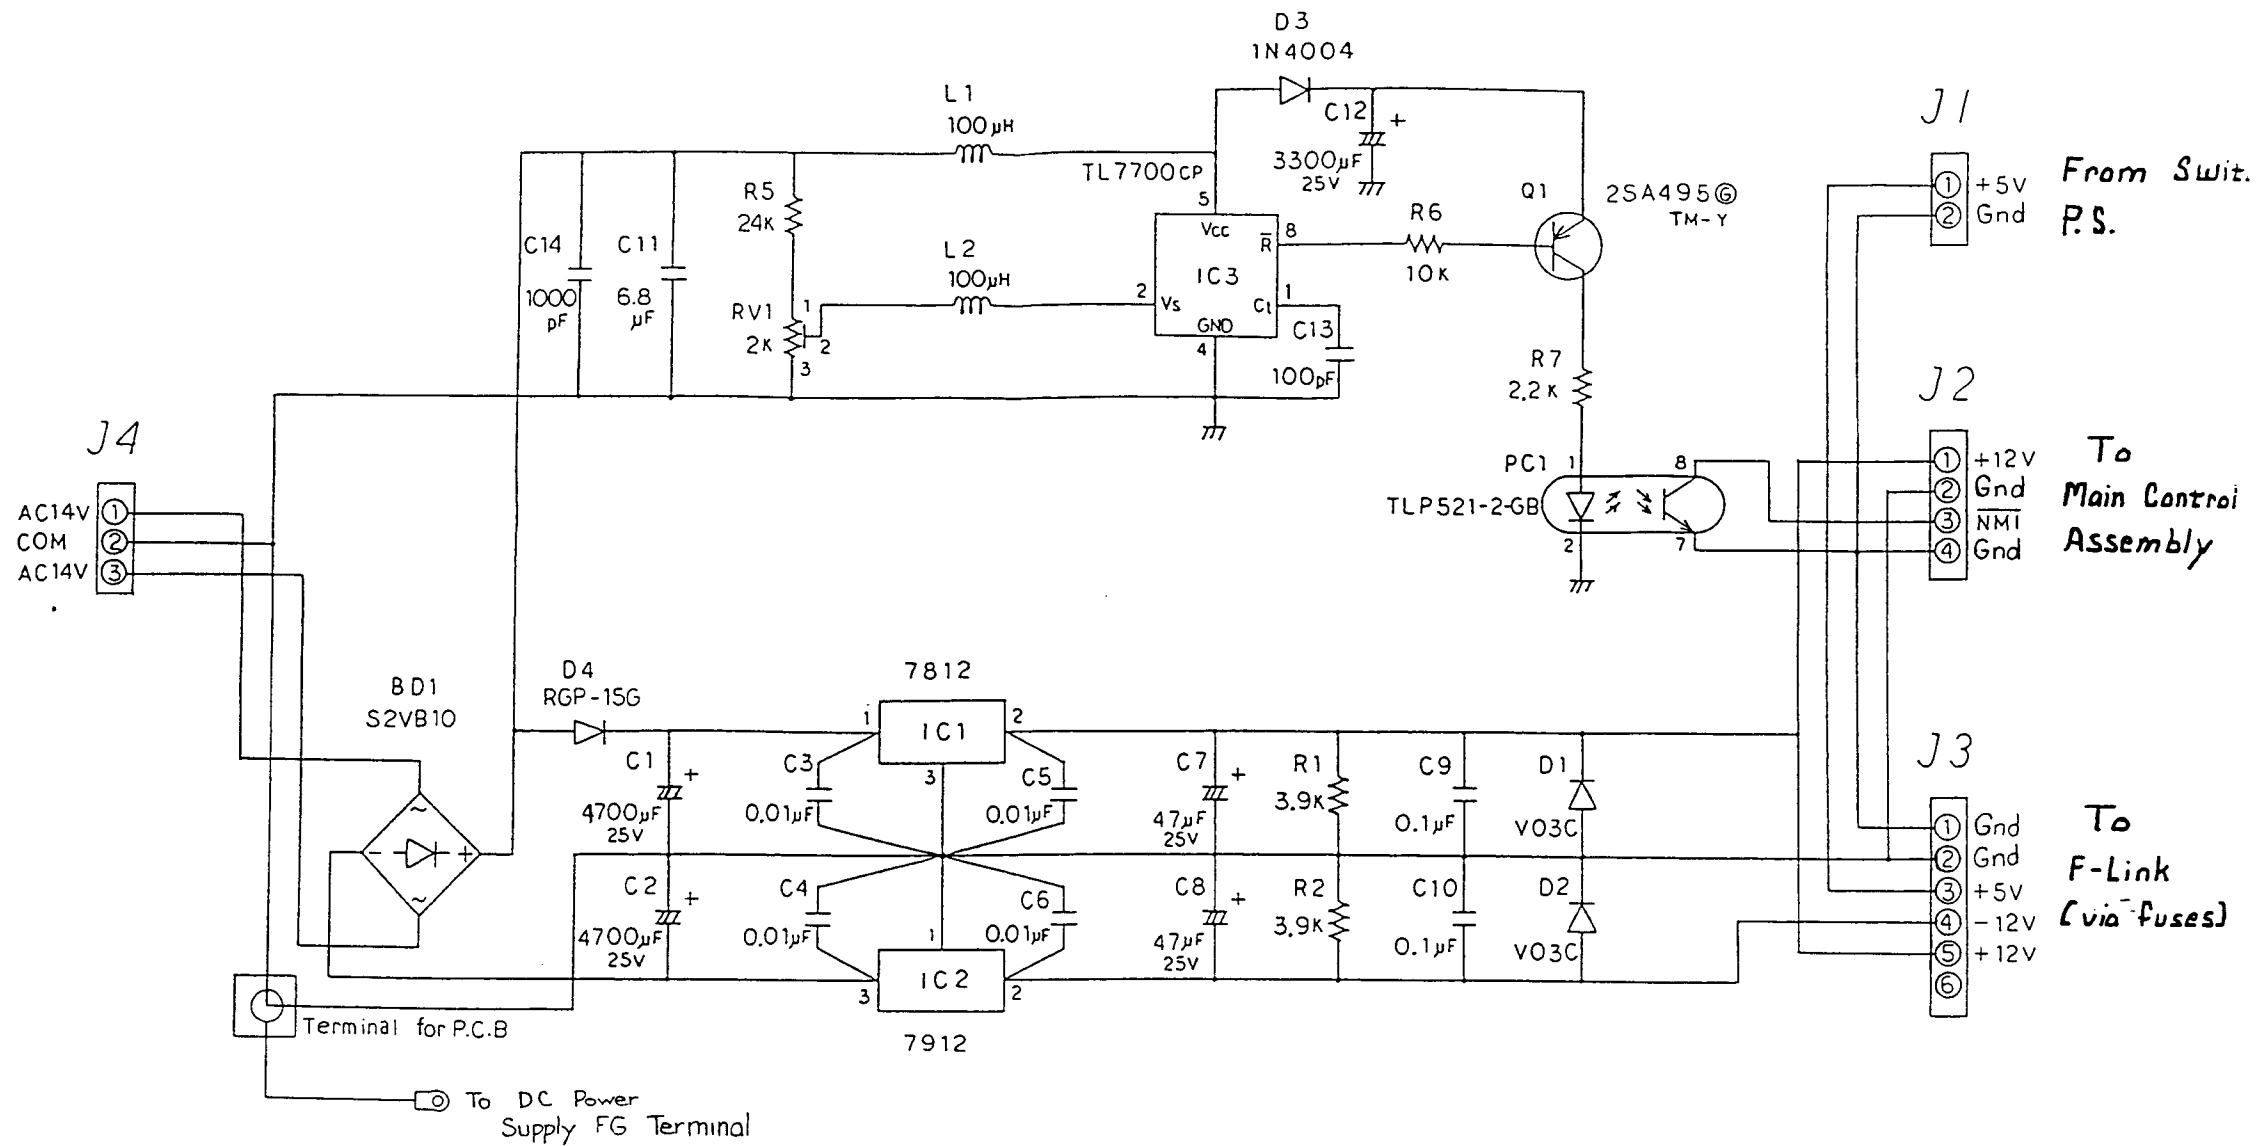 D3
1N4004
L1
100μH
C12
+
3300μF
25V
TL7700CP
J1
① +5V
② Gnd
From Swit.
P.S.
R5
24K
C14
1000
pF
C11
6.8
μF
L2
100μH
5
Vcc
R̅ 8
IC3
2 Vs
Ct 1
GND
4
R6
10K
Q1
2SA495Ⓖ
TM-Y
RV1
2K
1
2
3
C13
100pF
R7
2.2K
J2
① +12V
② Gnd
③ N̅M̅I̅
④ Gnd
To
Main Control
Assembly
PC1
TLP521-2-GB
1
2
8
7
J4
AC14V ①
COM ②
AC14V ③
BD1
S2VB10
~
- +
~
D4
RGP-15G
7812
1 IC1 2
3
C1
+
4700μF
25V
C3
0.01μF
C5
0.01μF
C7
+
47μF
25V
R1
3.9K
C9
0.1μF
D1
V03C
J3
① Gnd
② Gnd
③ +5V
④ -12V
⑤ +12V
⑥
To
F-Link
(via fuses)
C2
+
4700μF
25V
C4
0.01μF
C6
0.01μF
C8
+
47μF
25V
R2
3.9K
C10
0.1μF
D2
V03C
1
3 IC2 2
7912
Terminal for P.C.B
To DC Power
Supply FG Terminal